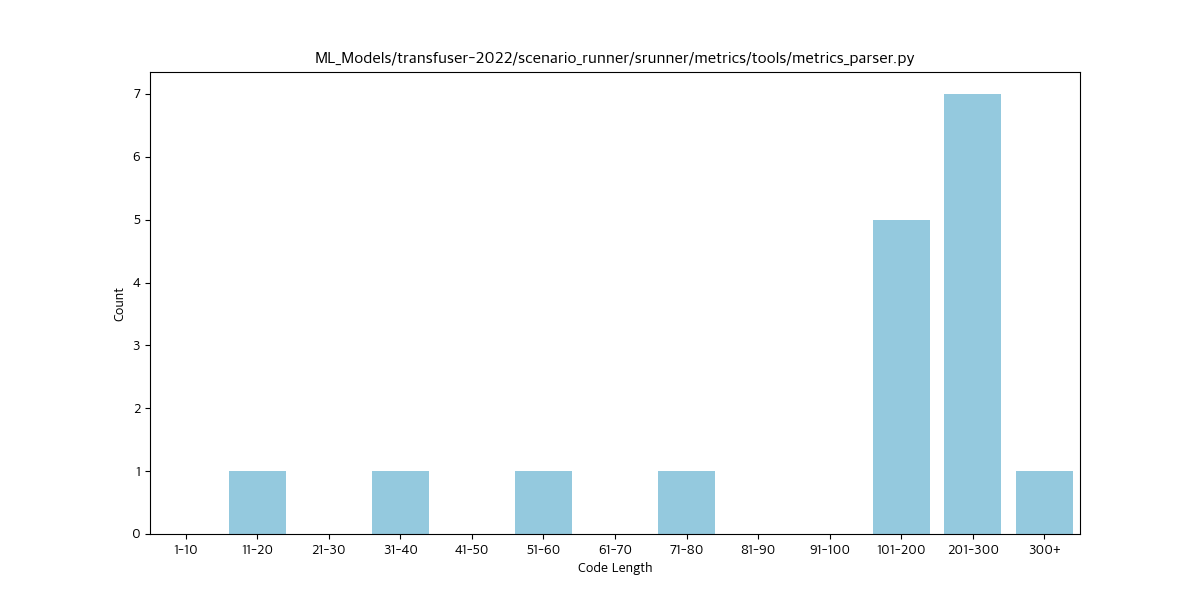 ML_Models/transfuser-2022/scenario_runner/srunner/metrics/tools/metrics_parser.py
7
6
5
4
3
2
1
0
Count
1-10 11-20 21-30 31-40 41-50 51-60 61-70 71-80 81-90 91-100 101-200 201-300 300+
Code Length